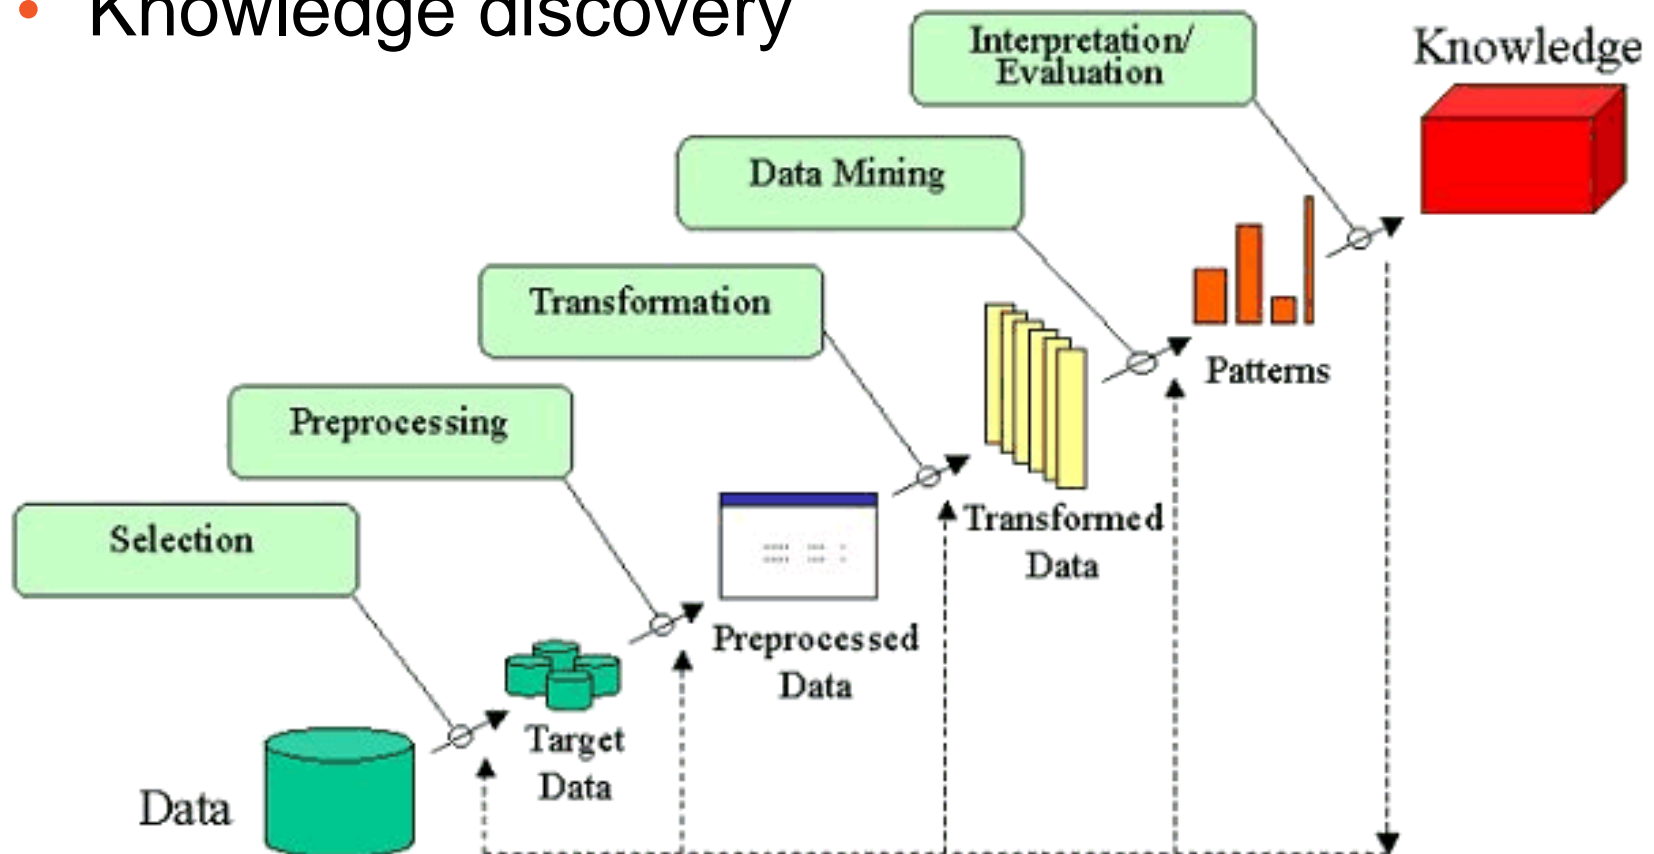 • Knowledge discovery
Interpretation/
Evaluation
Knowledge
Data Mining
Transformation
Patterns
Preprocessing
Selection
Transformed
Data
Preprocessed
Data
Target
Data
Data